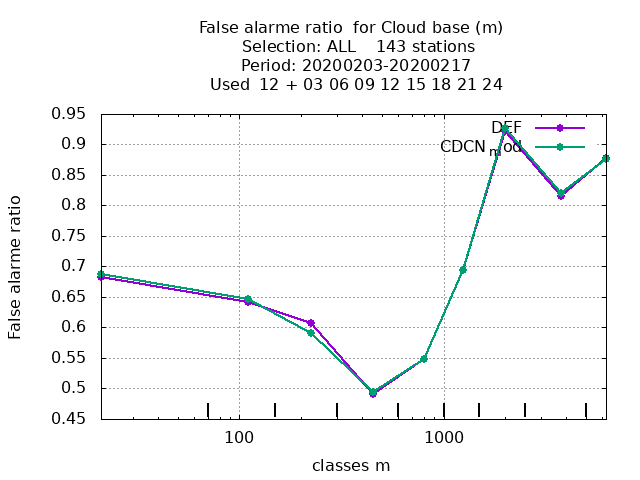 False alarme ratio  for Cloud base (m)
Selection: ALL    143 stations
Period: 20200203-20200217
Used  12 + 03 06 09 12 15 18 21 24
DEF
CDCNmod
0.95
0.9
0.85
0.8
0.75
0.7
0.65
0.6
0.55
0.5
0.45
False alarme ratio
100
1000
classes m